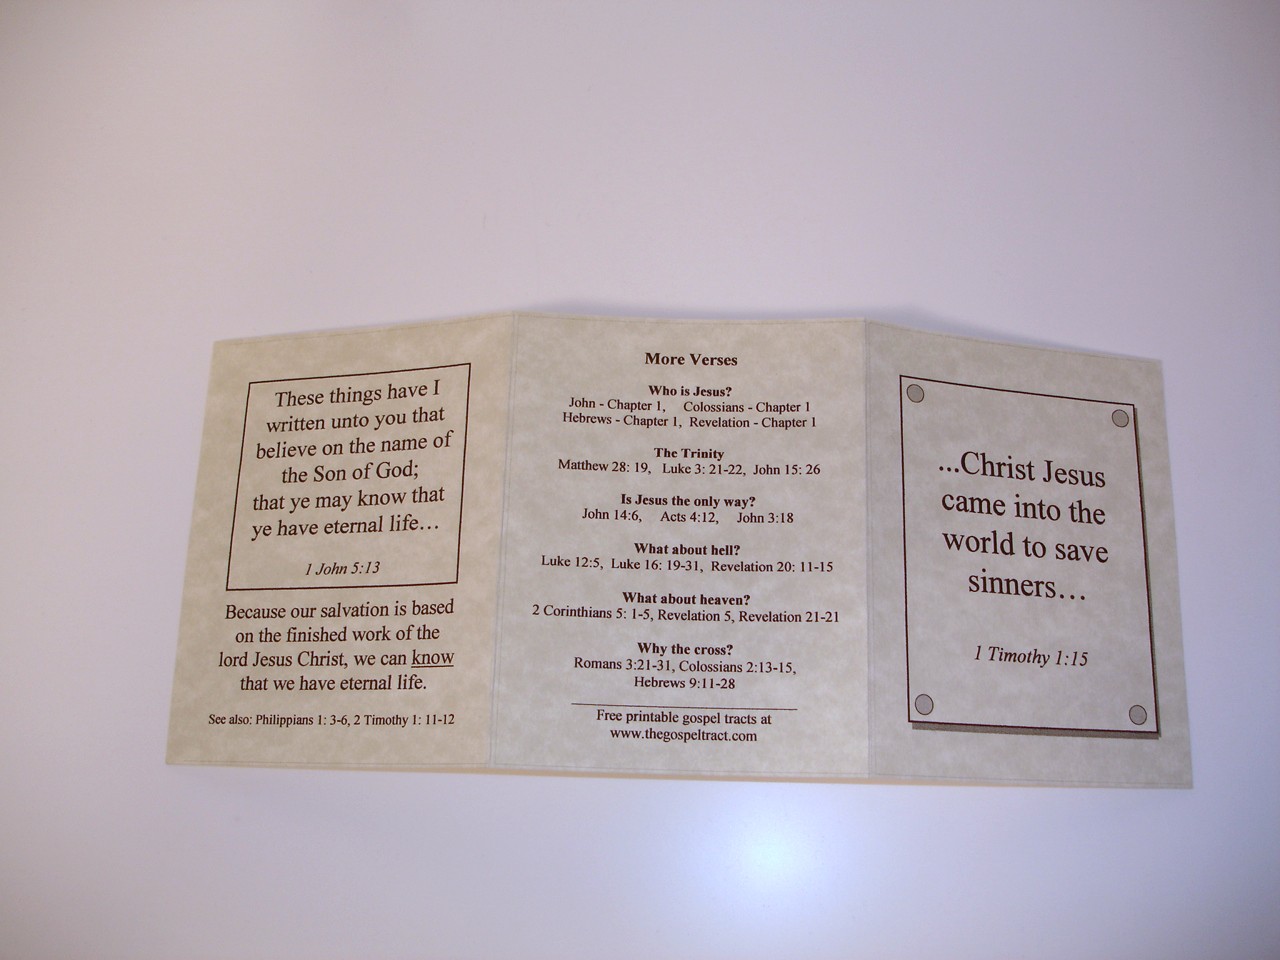 These things have I
written unto you that
believe on the name of
the Son of God;
that ye may know that
ye have eternal life…
1 John 5:13
Because our salvation is based
on the finished work of the
lord Jesus Christ, we can know
that we have eternal life.
See also: Philippians 1: 3-6, 2 Timothy 1: 11-12
More Verses
Who is Jesus?
John - Chapter 1, Colossians - Chapter 1
Hebrews - Chapter 1, Revelation - Chapter 1
The Trinity
Matthew 28: 19, Luke 3: 21-22, John 15: 26
Is Jesus the only way?
John 14:6, Acts 4:12, John 3:18
What about hell?
Luke 12:5, Luke 16: 19-31, Revelation 20: 11-15
What about heaven?
2 Corinthians 5: 1-5, Revelation 5, Revelation 21-21
Why the cross?
Romans 3:21-31, Colossians 2:13-15,
Hebrews 9:11-28
Free printable gospel tracts at
www.thegospeltract.com
...Christ Jesus
came into the
world to save
sinners…
1 Timothy 1:15